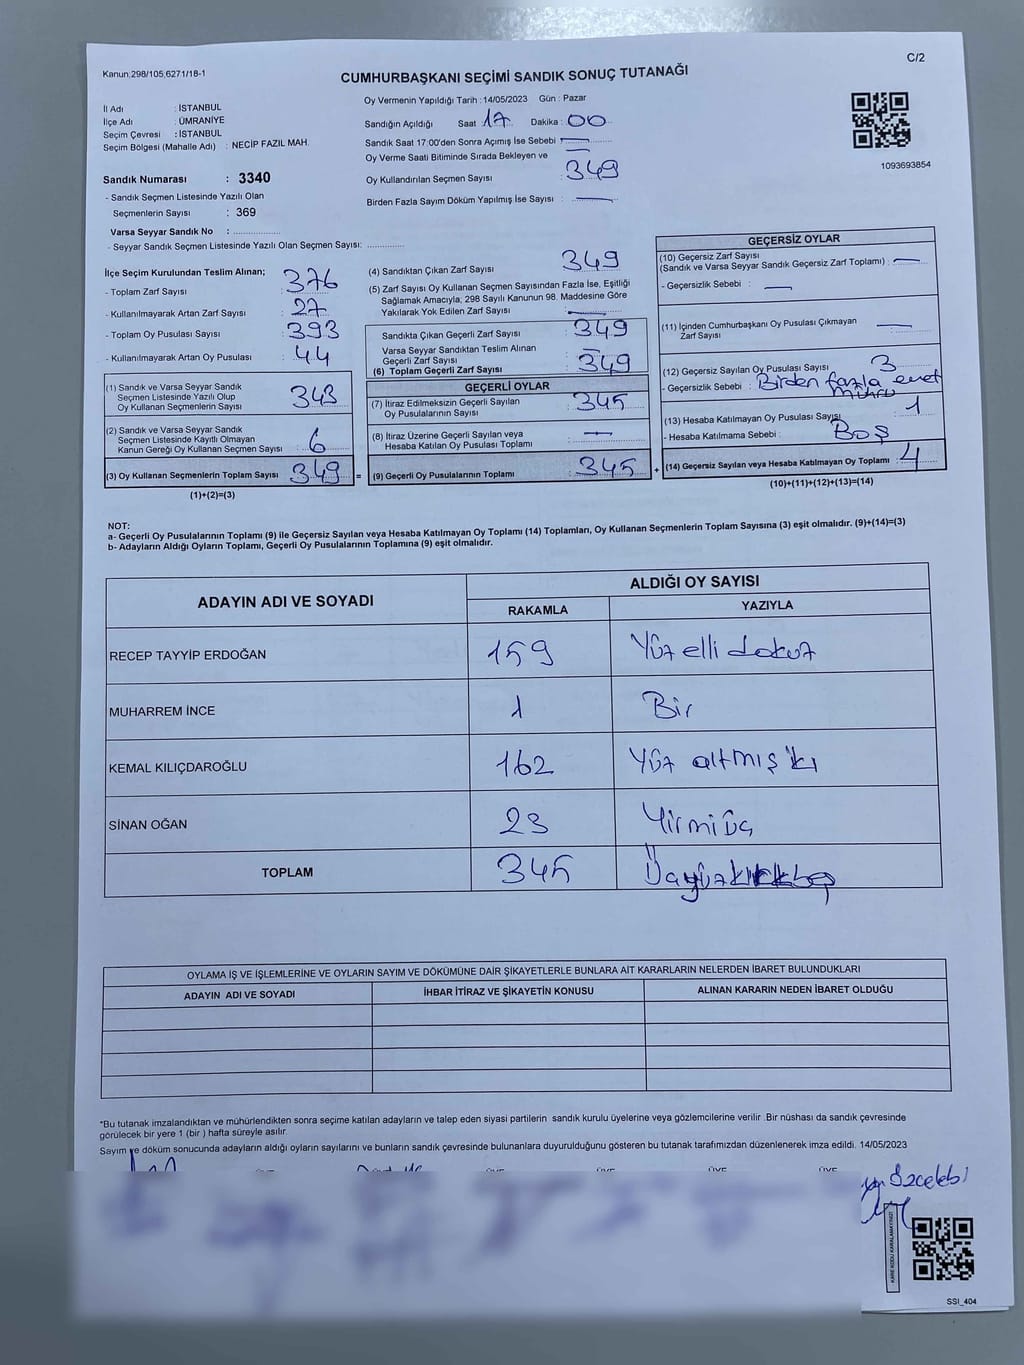 Kanun:298/105;6271/18-1
C/2
CUMHURBAŞKANI SEÇİMİ SANDIK SONUÇ TUTANAĞI
İl Adı : İSTANBUL
İlçe Adı : ÜMRANİYE
Seçim Çevresi : İSTANBUL
Seçim Bölgesi (Mahalle Adı) : NECİP FAZIL MAH.
Sandık Numarası : 3340
- Sandık Seçmen Listesinde Yazılı Olan
Seçmenlerin Sayısı : 369
Varsa Seyyar Sandık No :
- Seyyar Sandık Seçmen Listesinde Yazılı Olan Seçmen Sayısı:
Oy Vermenin Yapıldığı Tarih :14/05/2023 Gün : Pazar
Sandığın Açıldığı Saat 17 Dakika : 00
Sandık Saat 17:00'den Sonra Açımış İse Sebebi : —
Oy Verme Saati Bitiminde Sırada Bekleyen ve : —
Oy Kullandırılan Seçmen Sayısı : 349
Birden Fazla Sayım Döküm Yapılmış İse Sayısı : —
1093693854
İlçe Seçim Kurulundan Teslim Alınan;
- Toplam Zarf Sayısı : 376
- Kullanılmayarak Artan Zarf Sayısı : 27
- Toplam Oy Pusulası Sayısı : 393
- Kullanılmayarak Artan Oy Pusulası : 44
(1) Sandık ve Varsa Seyyar Sandık
Seçmen Listesinde Yazılı Olup
Oy Kullanan Seçmenlerin Sayısı : 343
(2) Sandık ve Varsa Seyyar Sandık
Seçmen Listesinde Kayıtlı Olmayan
Kanun Gereği Oy Kullanan Seçmen Sayısı : 6
(3) Oy Kullanan Seçmenlerin Toplam Sayısı : 349 =
(1)+(2)=(3)
(4) Sandıktan Çıkan Zarf Sayısı : 349
(5) Zarf Sayısı Oy Kullanan Seçmen Sayısından Fazla İse, Eşitliği
Sağlamak Amacıyla; 298 Sayılı Kanunun 98. Maddesine Göre
Yakılarak Yok Edilen Zarf Sayısı : —
Sandıkta Çıkan Geçerli Zarf Sayısı : 349
Varsa Seyyar Sandıktan Teslim Alınan
Geçerli Zarf Sayısı : —
(6) Toplam Geçerli Zarf Sayısı : 349
GEÇERLİ OYLAR
(7) İtiraz Edilmeksizin Geçerli Sayılan
Oy Pusulalarının Sayısı : 345
(8) İtiraz Üzerine Geçerli Sayılan veya
Hesaba Katılan Oy Pusulası Toplamı : —
(9) Geçerli Oy Pusulalarının Toplamı : 345 +
GEÇERSİZ OYLAR
(10) Geçersiz Zarf Sayısı
(Sandık ve Varsa Seyyar Sandık Geçersiz Zarf Toplamı) : —
- Geçersizlik Sebebi : —
(11) İçinden Cumhurbaşkanı Oy Pusulası Çıkmayan
Zarf Sayısı : —
(12) Geçersiz Sayılan Oy Pusulası Sayısı : 3
- Geçersizlik Sebebi : Birden fazla evet
mührü
(13) Hesaba Katılmayan Oy Pusulası Sayısı : 1
- Hesaba Katılmama Sebebi : Boş
(14) Geçersiz Sayılan veya Hesaba Katılmayan Oy Toplamı : 4
(10)+(11)+(12)+(13)=(14)
NOT:
a- Geçerli Oy Pusulalarının Toplamı (9) ile Geçersiz Sayılan veya Hesaba Katılmayan Oy Toplamı (14) Toplamları, Oy Kullanan Seçmenlerin Toplam Sayısına (3) eşit olmalıdır. (9)+(14)=(3)
b- Adayların Aldığı Oyların Toplamı, Geçerli Oy Pusulalarının Toplamına (9) eşit olmalıdır.
ADAYIN ADI VE SOYADI
ALDIĞI OY SAYISI
RAKAMLA YAZIYLA
RECEP TAYYİP ERDOĞAN 159 Yüz elli dokuz
MUHARREM İNCE 1 Bir
KEMAL KILIÇDAROĞLU 162 Yüz altmış iki
SİNAN OĞAN 23 Yirmi üç
TOPLAM 345
OYLAMA İŞ VE İŞLEMLERİNE VE OYLARIN SAYIM VE DÖKÜMÜNE DAİR ŞİKAYETLERLE BUNLARA AİT KARARLARIN NELERDEN İBARET BULUNDUKLARI
ADAYIN ADI VE SOYADI İHBAR İTİRAZ VE ŞİKAYETİN KONUSU ALINAN KARARIN NEDEN İBARET OLDUĞU
*Bu tutanak imzalandıktan ve mühürlendikten sonra seçime katılan adayların ve talep eden siyasi partilerin sandık kurulu üyelerine veya gözlemcilerine verilir .Bir nüshası da sandık çevresinde
görülecek bir yere 1 (bir ) hafta süreyle asılır.
Sayım ve döküm sonucunda adayların aldığı oyların sayılarını ve bunların sandık çevresinde bulunanlara duyurulduğunu gösteren bu tutanak tarafımızdan düzenlenerek imza edildi. 14/05/2023
ÜYE ÜYE ÜYE ÜYE
KARE KODU KARALAMAYINIZ!
SSI_404